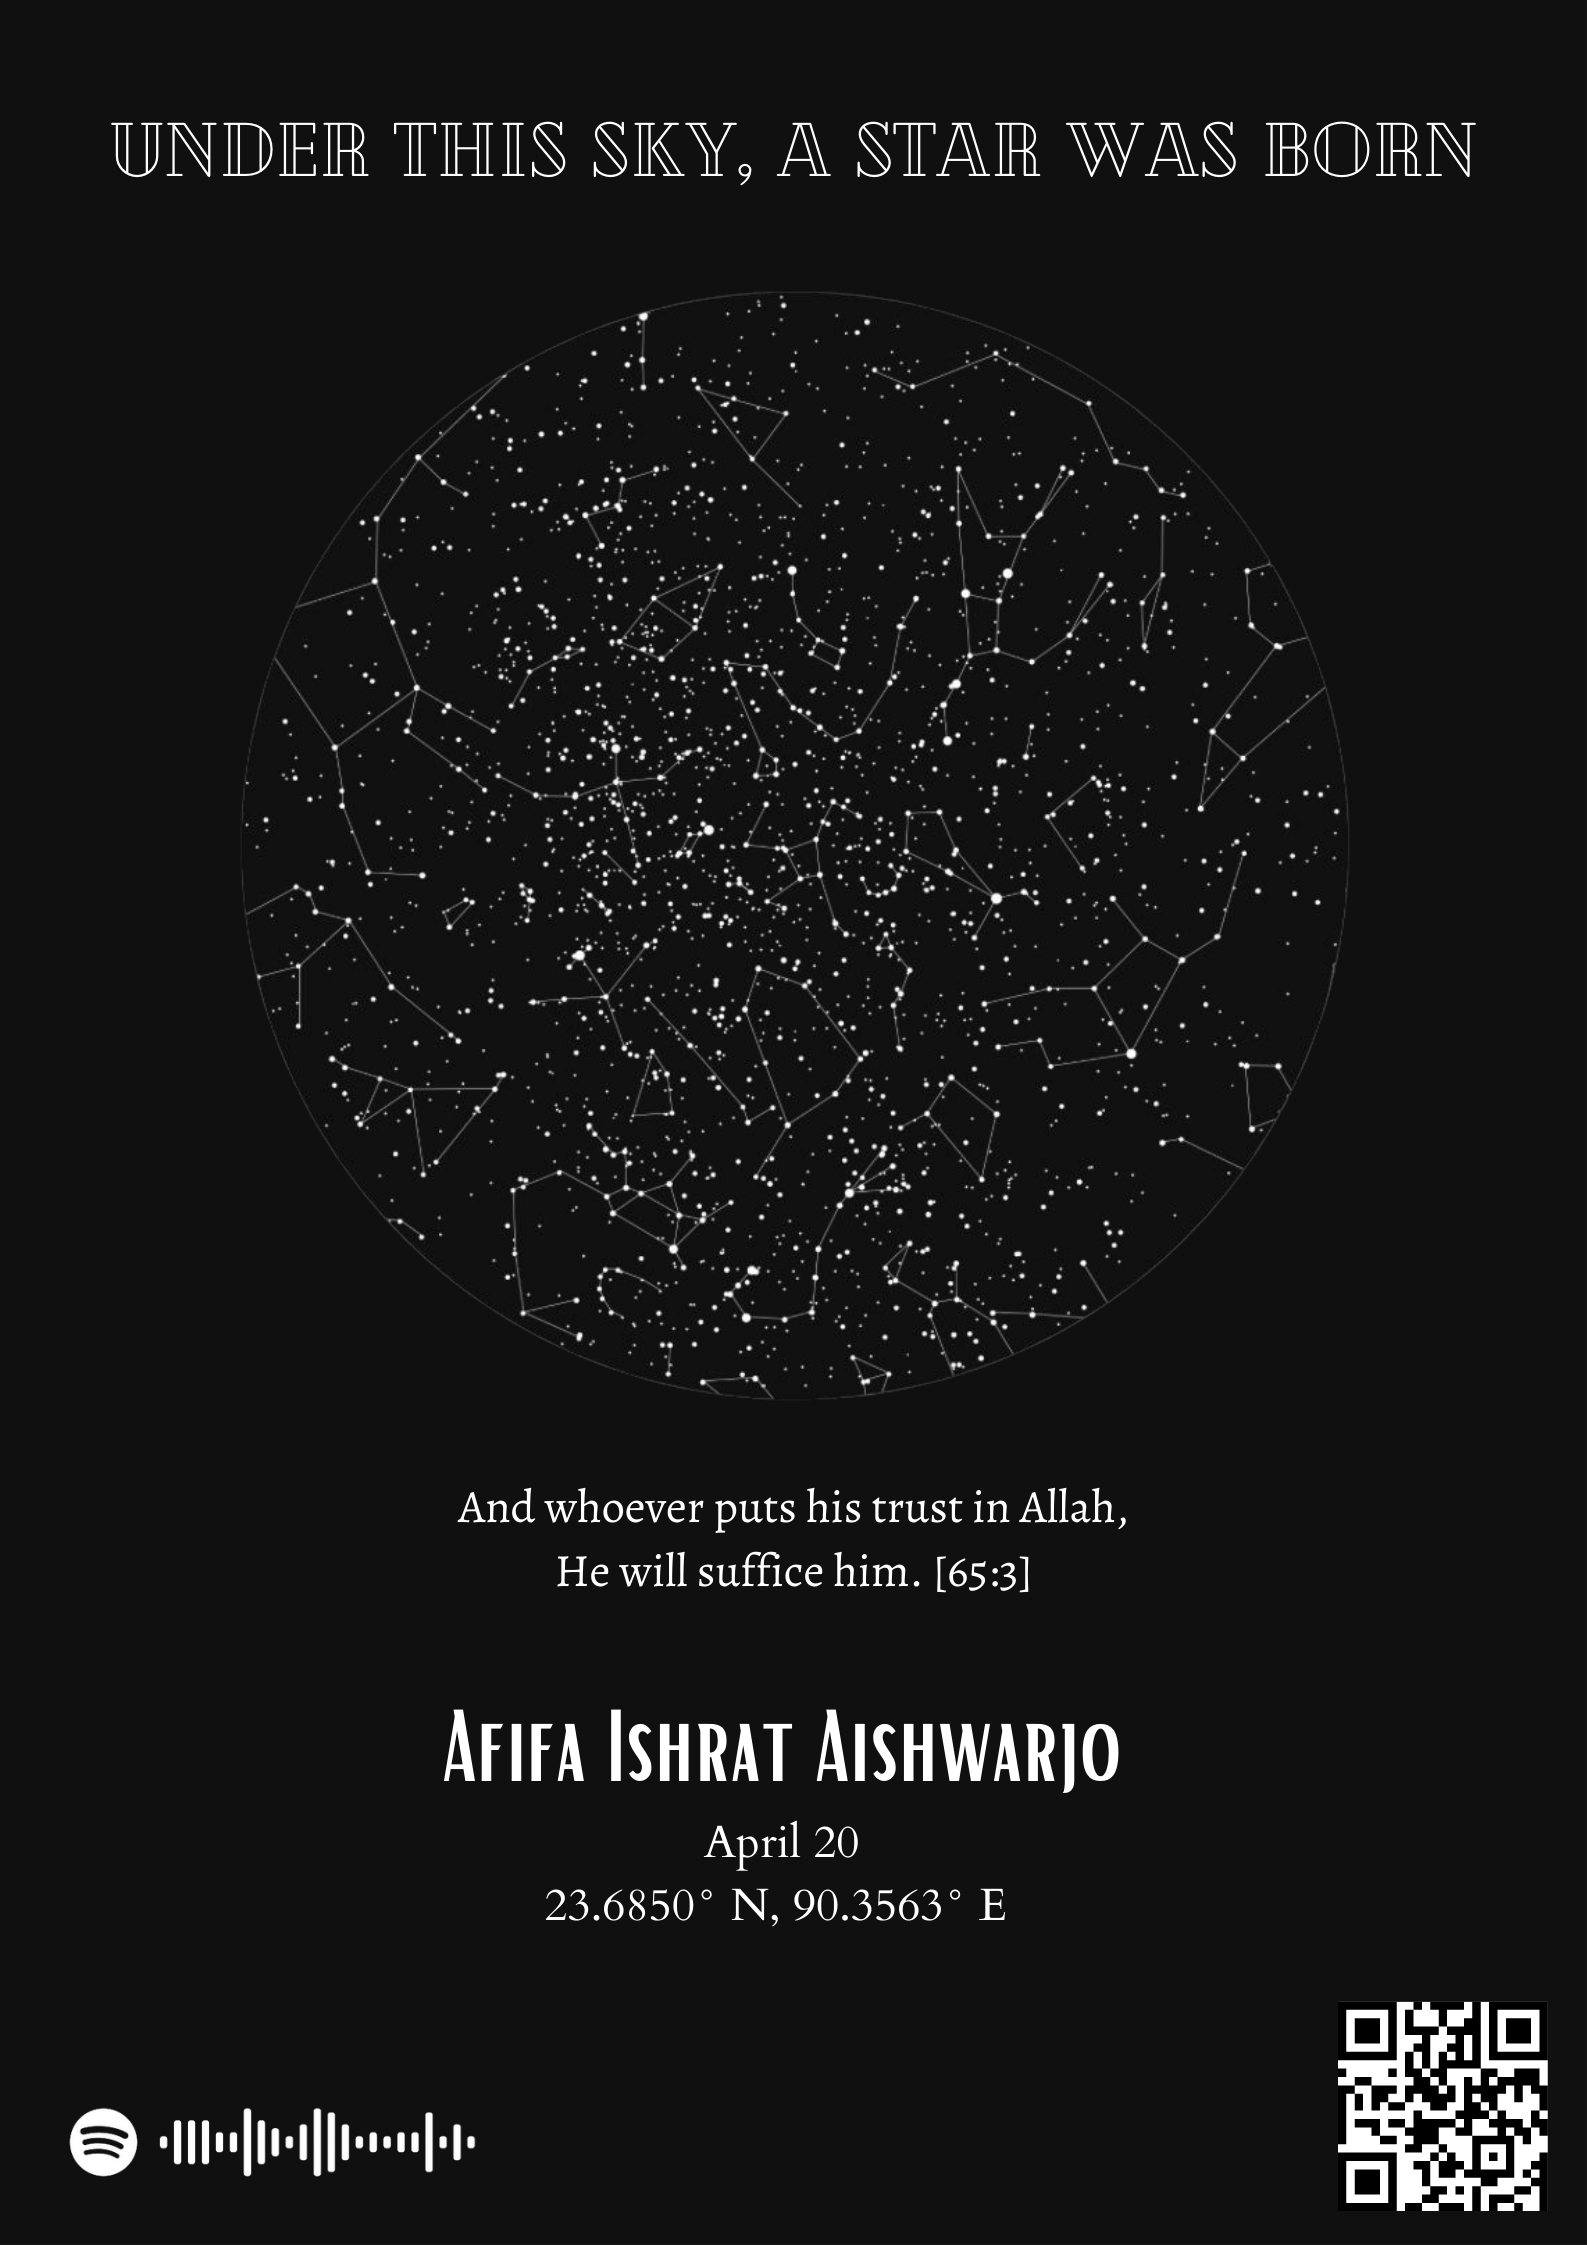 UNDER THIS SKY, A STAR WAS BORN
And whoever puts his trust in Allah,
He will suffice him. [65:3]
Afifa Ishrat Aishwarjo
April 20
23.6850° N, 90.3563° E